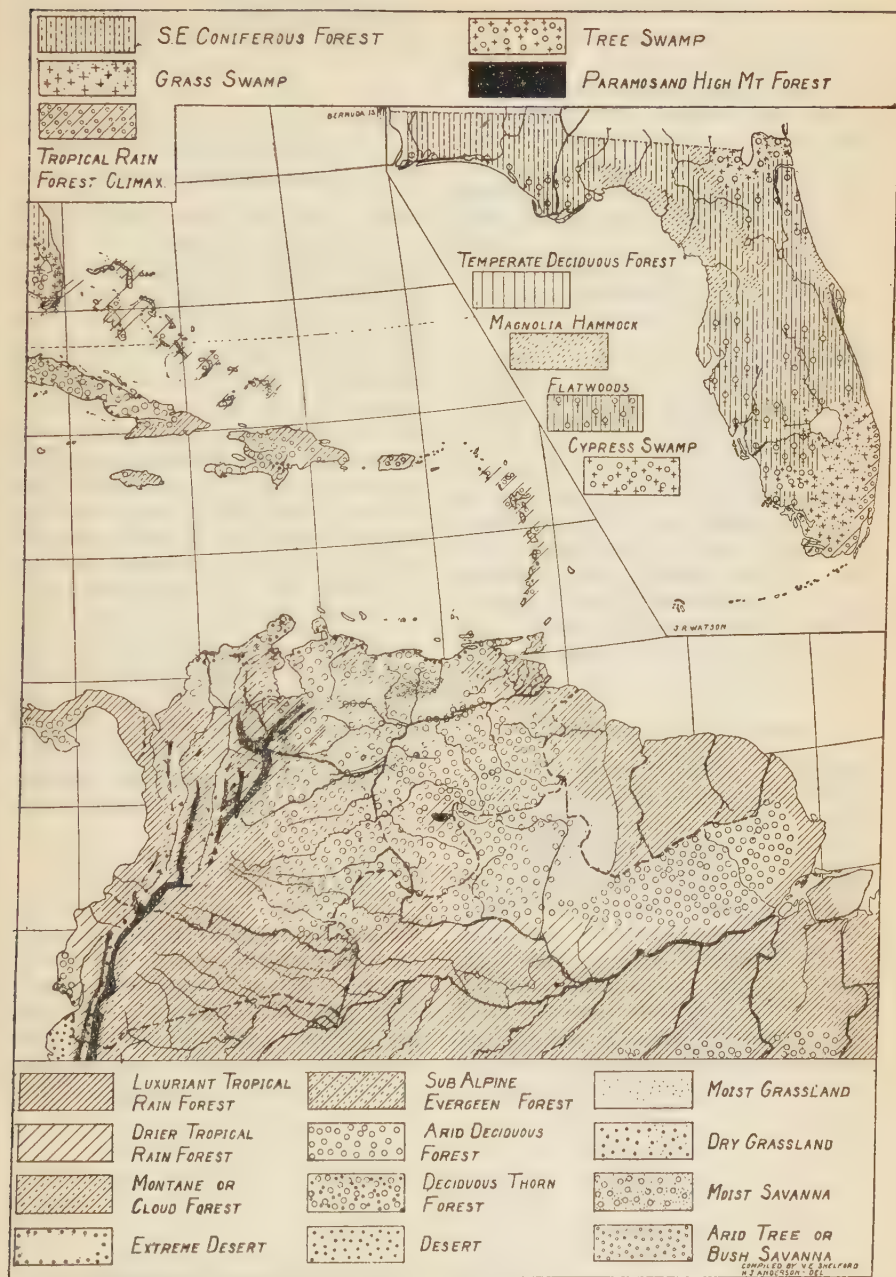 S.E CONIFEROUS FOREST
TREE SWAMP
GRASS SWAMP
PARAMOS AND HIGH MT FOREST
TROPICAL RAIN
FOREST CLIMAX.
BERMUDA IS
TEMPERATE DECIDUOUS FOREST
MAGNOLIA HAMMOCK
FLATWOODS
CYPRESS SWAMP
J.R WATSON
LUXURIANT TROPICAL
RAIN FOREST
SUB ALPINE
EVERGEEN FOREST
MOIST GRASSLAND
DRIER TROPICAL
RAIN FOREST
ARID DECIDUOUS
FOREST
DRY GRASSLAND
MONTANE OR
CLOUD FOREST
DECIDUOUS THORN
FOREST
MOIST SAVANNA
EXTREME DESERT
DESERT
ARID TREE OR
BUSH SAVANNA
COMPILED BY V.E SHELFORD
H J ANDERSON - DEL